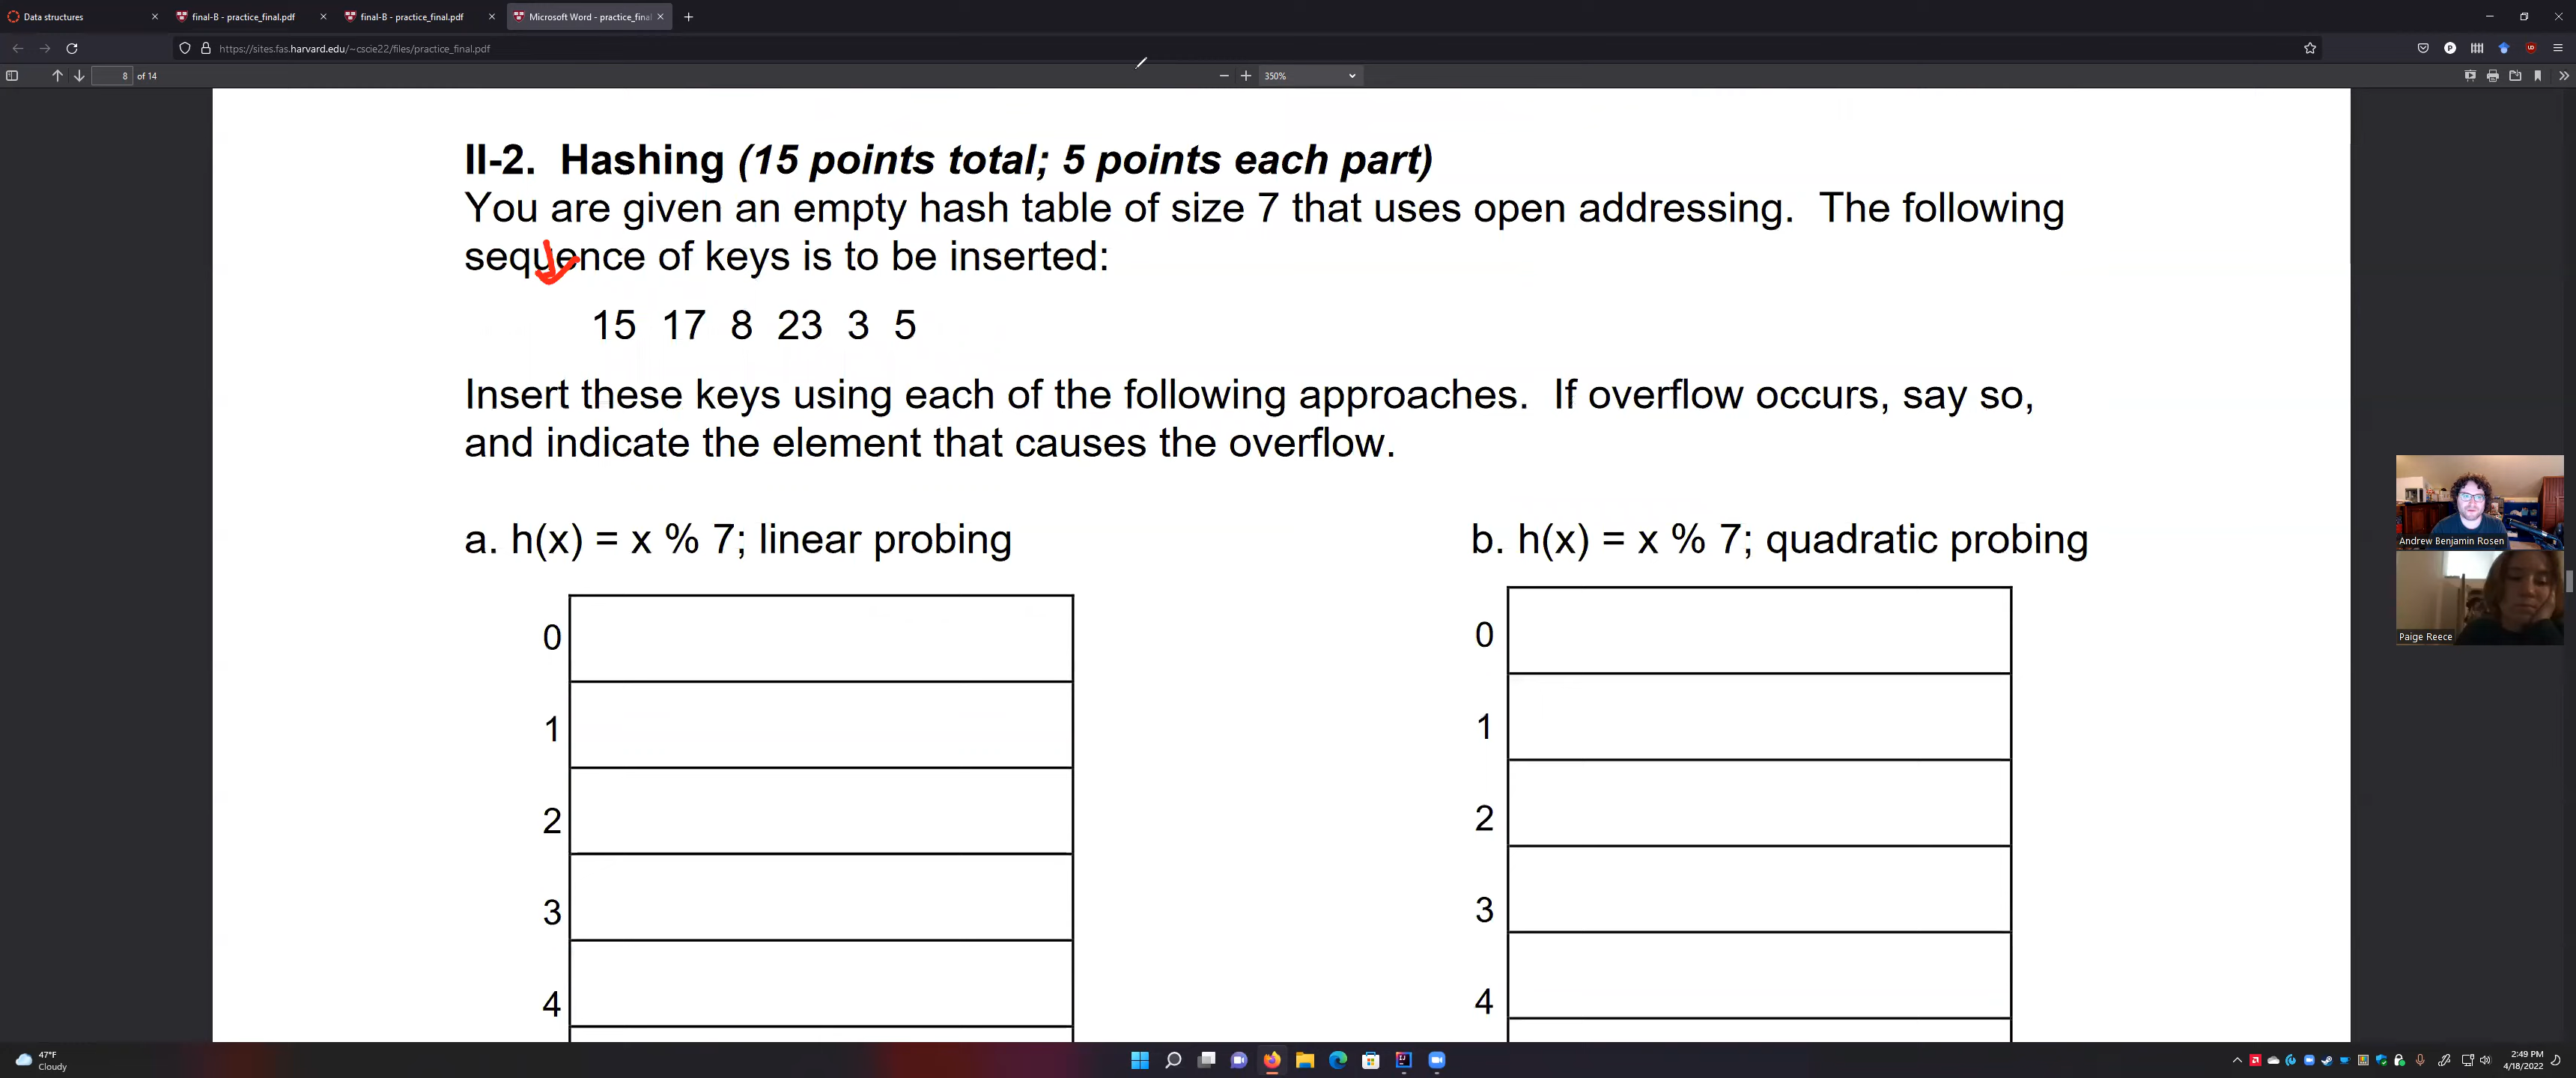 Data structures
final-B - practice_final.pdf
final-B - practice_final.pdf
Microsoft Word - practice_final
https://sites.fas.harvard.edu/~cscie22/files/practice_final.pdf
8 of 14
350%
II-2. Hashing (15 points total; 5 points each part)
You are given an empty hash table of size 7 that uses open addressing. The following
sequence of keys is to be inserted:
15 17 8 23 3 5
Insert these keys using each of the following approaches. If overflow occurs, say so,
and indicate the element that causes the overflow.
a. h(x) = x % 7; linear probing
b. h(x) = x % 7; quadratic probing
0
1
2
3
4
0
1
2
3
4
Andrew Benjamin Rosen
Paige Reece
47°F
Cloudy
2:49 PM
4/18/2022